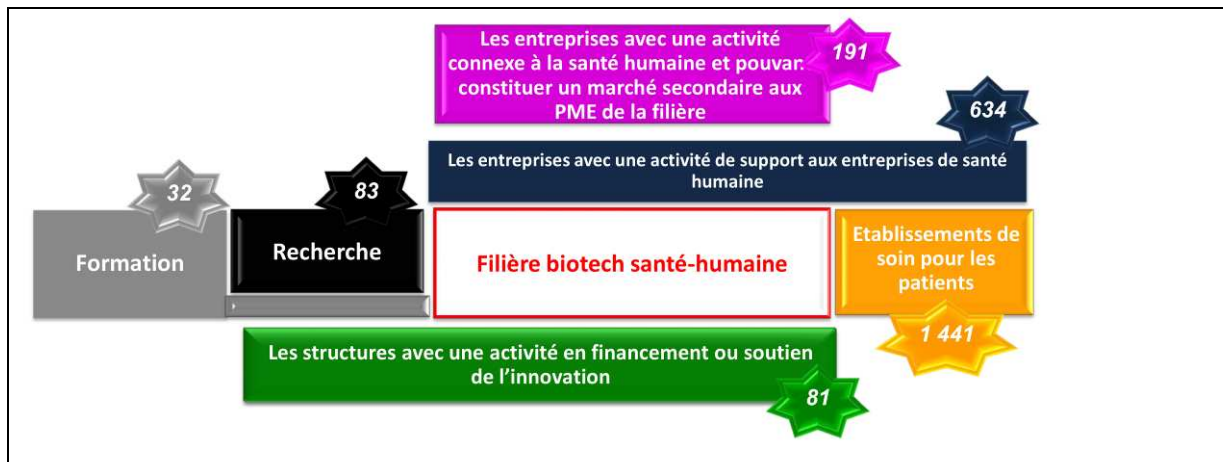 Les entreprises avec une activité
connexe à la santé humaine et pouvan
constituer un marché secondaire aux
PME de la filière
191
634
Les entreprises avec une activité de support aux entreprises de santé
humaine
32
83
Formation
Recherche
Filière biotech santé-humaine
Etablissements de
soin pour les
patients
1 441
Les structures avec une activité en financement ou soutien
de l'innovation
81